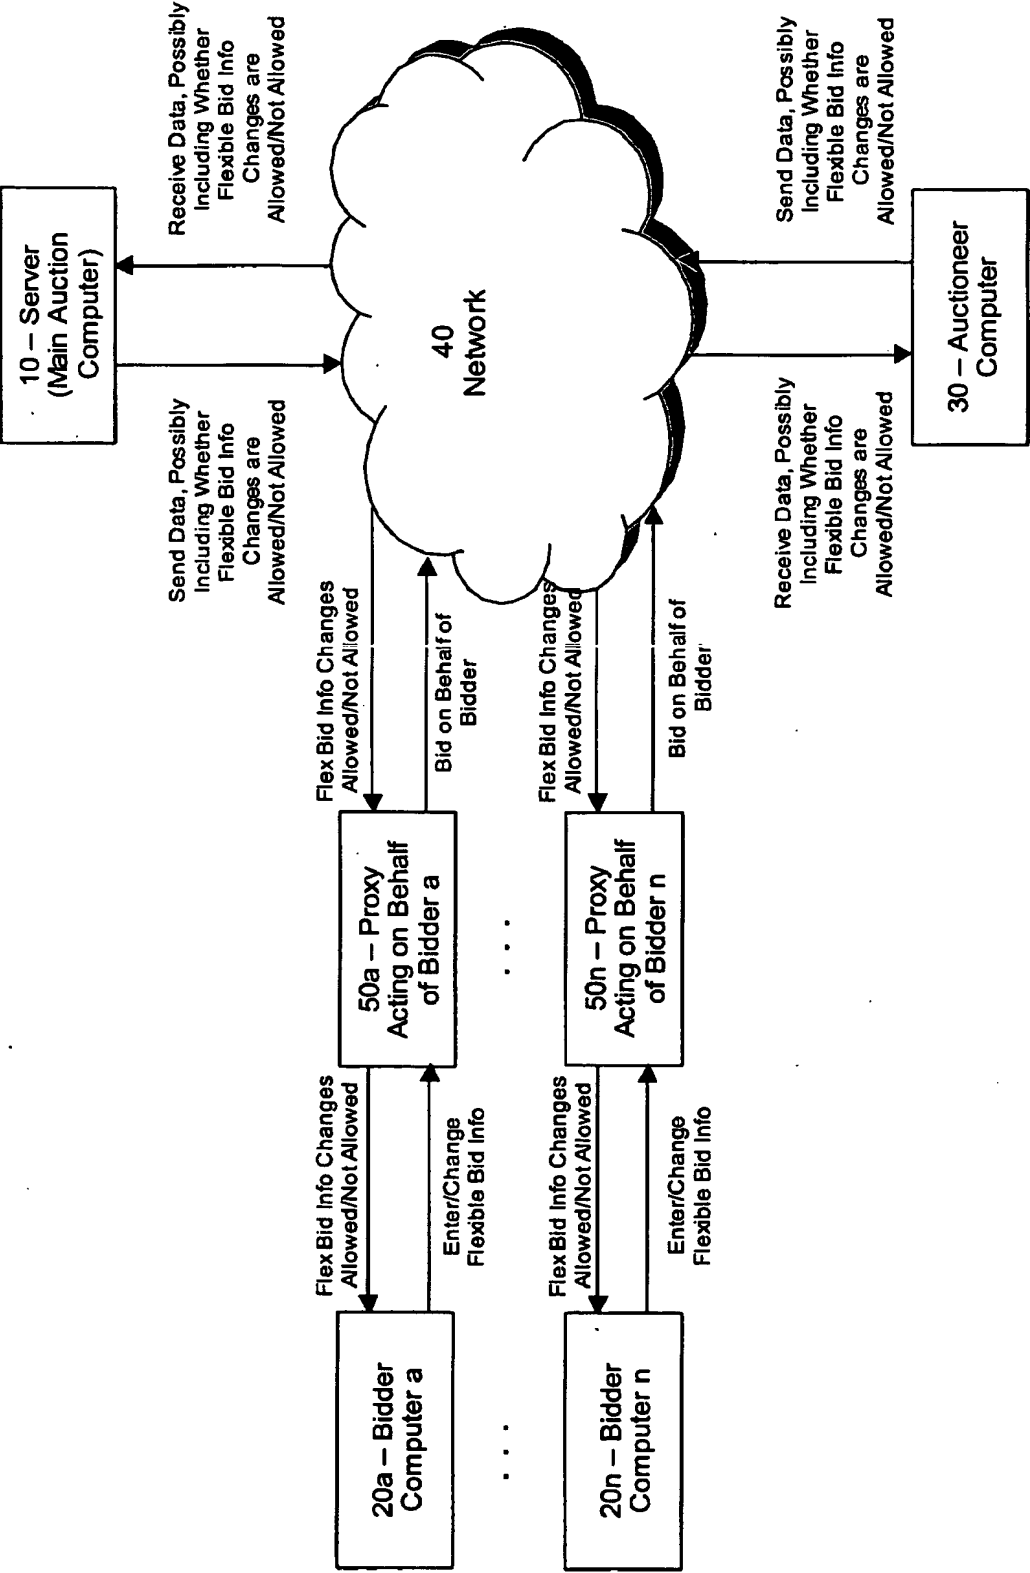 20a – Bidder
Computer a
Flex Bid Info Changes
Allowed/Not Allowed
Enter/Change
Flexible Bid Info
50a – Proxy
Acting on Behalf
of Bidder a
Flex Bid Info Changes
Allowed/Not Allowed
Bid on Behalf of
Bidder
. . .
. . .
20n – Bidder
Computer n
Flex Bid Info Changes
Allowed/Not Allowed
Enter/Change
Flexible Bid Info
50n – Proxy
Acting on Behalf
of Bidder n
Flex Bid Info Changes
Allowed/Not Allowed
Bid on Behalf of
Bidder
40
Network
10 – Server
(Main Auction
Computer)
Send Data, Possibly
Including Whether
Flexible Bid Info
Changes are
Allowed/Not Allowed
Receive Data, Possibly
Including Whether
Flexible Bid Info
Changes are
Allowed/Not Allowed
Receive Data, Possibly
Including Whether
Flexible Bid Info
Changes are
Allowed/Not Allowed
Send Data, Possibly
Including Whether
Flexible Bid Info
Changes are
Allowed/Not Allowed
30 – Auctioneer
Computer